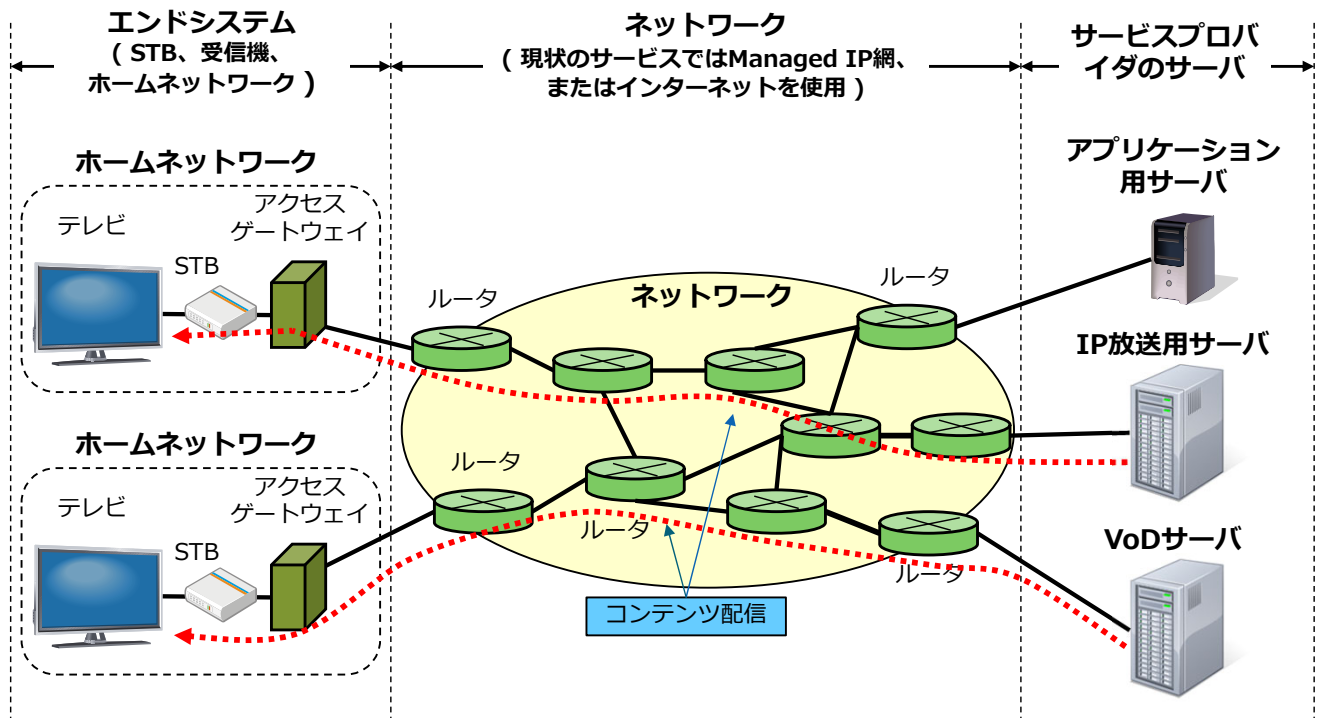 エンドシステム
( STB、受信機、
ホームネットワーク )
ネットワーク
( 現状のサービスではManaged IP網、
またはインターネットを使用 )
サービスプロバ
イダのサーバ
ホームネットワーク
テレビ
STB
アクセス
ゲートウェイ
ホームネットワーク
テレビ
STB
アクセス
ゲートウェイ
ルータ
ネットワーク
ルータ
ルータ
ルータ
ルータ
コンテンツ配信
アプリケーション
用サーバ
IP放送用サーバ
VoDサーバ